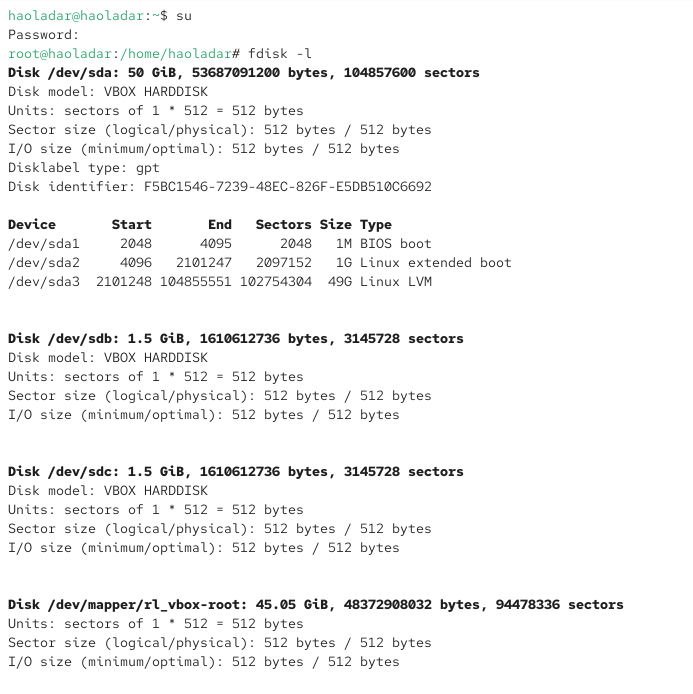 haoladar@haoladar:~$ su
Password:
root@haoladar:/home/haoladar# fdisk -l
Disk /dev/sda: 50 GiB, 53687091200 bytes, 104857600 sectors
Disk model: VBOX HARDDISK
Units: sectors of 1 * 512 = 512 bytes
Sector size (logical/physical): 512 bytes / 512 bytes
I/O size (minimum/optimal): 512 bytes / 512 bytes
Disklabel type: gpt
Disk identifier: F5BC1546-7239-48EC-826F-E5DB510C6692
Device       Start       End   Sectors Size Type
/dev/sda1     2048      4095      2048   1M BIOS boot
/dev/sda2     4096   2101247   2097152   1G Linux extended boot
/dev/sda3  2101248 104855551 102754304  49G Linux LVM
Disk /dev/sdb: 1.5 GiB, 1610612736 bytes, 3145728 sectors
Disk model: VBOX HARDDISK
Units: sectors of 1 * 512 = 512 bytes
Sector size (logical/physical): 512 bytes / 512 bytes
I/O size (minimum/optimal): 512 bytes / 512 bytes
Disk /dev/sdc: 1.5 GiB, 1610612736 bytes, 3145728 sectors
Disk model: VBOX HARDDISK
Units: sectors of 1 * 512 = 512 bytes
Sector size (logical/physical): 512 bytes / 512 bytes
I/O size (minimum/optimal): 512 bytes / 512 bytes
Disk /dev/mapper/rl_vbox-root: 45.05 GiB, 48372908032 bytes, 94478336 sectors
Units: sectors of 1 * 512 = 512 bytes
Sector size (logical/physical): 512 bytes / 512 bytes
I/O size (minimum/optimal): 512 bytes / 512 bytes